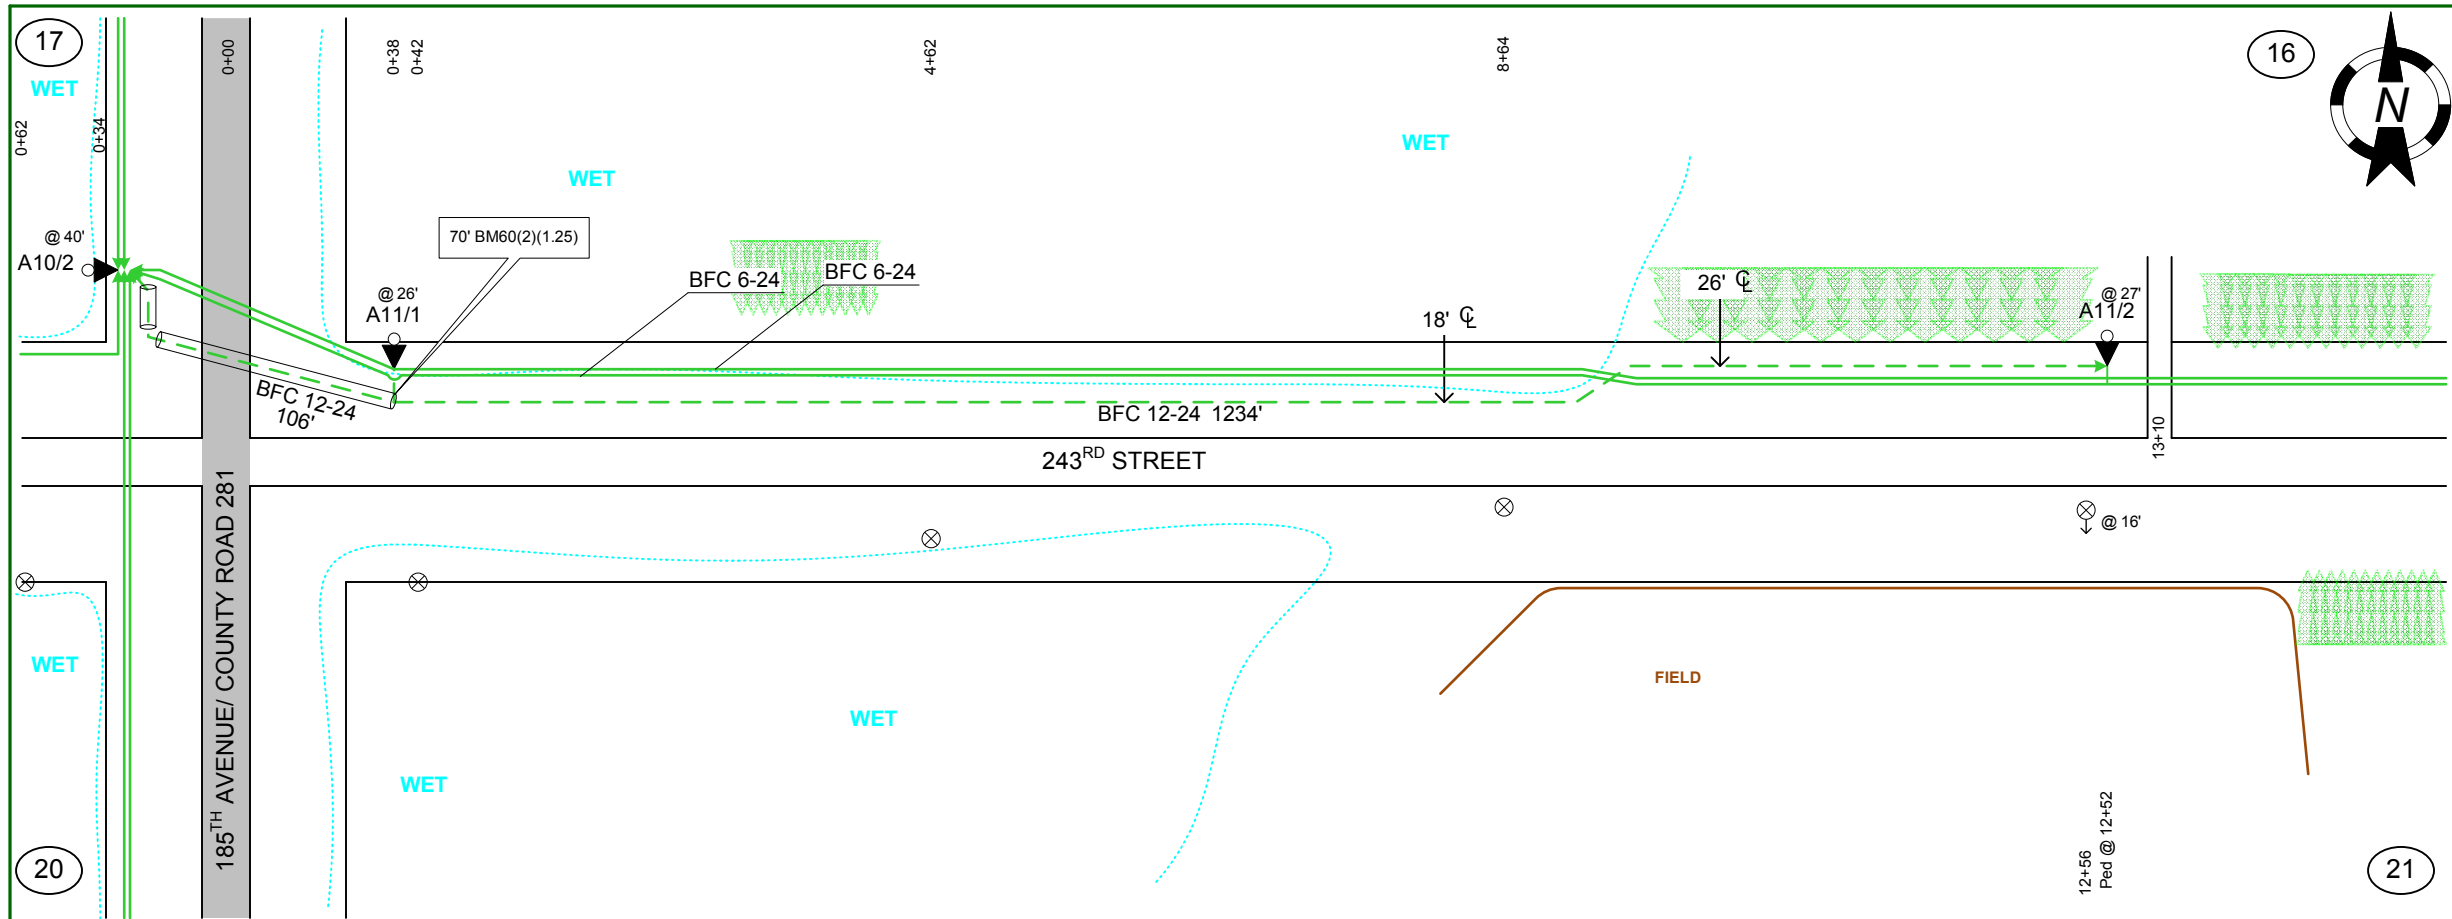 17
0+00
0+38
0+42
4+62
8+64
16
N
WET
0+62
0+34
WET
WET
@ 40'
A10/2
70' BM60(2)(1.25)
@ 26'
A11/1
BFC 6-24
BFC 6-24
26' ℄
18' ℄
@ 27'
A11/2
BFC 12-24
106'
BFC 12-24 1234'
13+10
243RD STREET
185TH AVENUE/ COUNTY ROAD 281
@ 16'
WET
FIELD
WET
WET
12+56
Ped @ 12+52
20
21